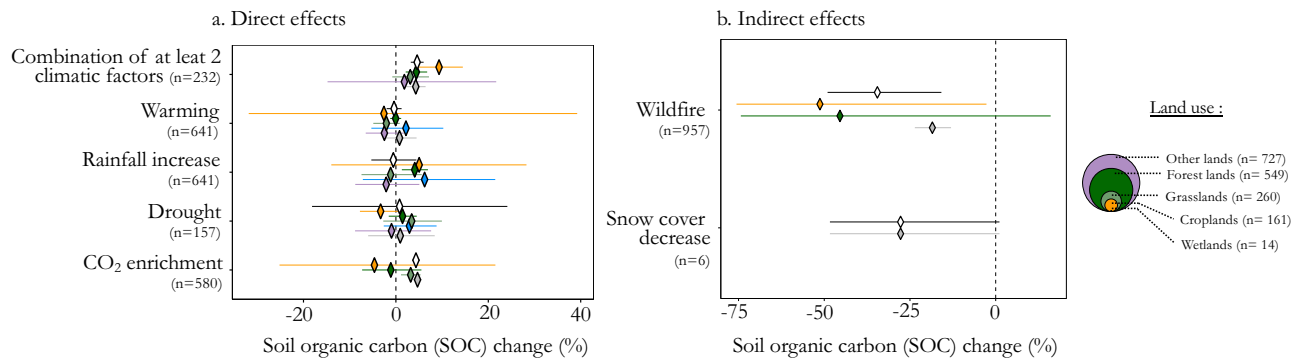 a. Direct effects
Combination of at leat 2
climatic factors (n=232)
Warming
(n=641)
Rainfall increase
(n=641)
Drought
(n=157)
CO₂ enrichment
(n=580)
-20
0
20
40
Soil organic carbon (SOC) change (%)
b. Indirect effects
Wildfire
(n=957)
Snow cover
decrease
(n=6)
-75
-50
-25
0
Soil organic carbon (SOC) change (%)
Land use :
Other lands (n= 727)
Forest lands (n= 549)
Grasslands (n= 260)
Croplands (n= 161)
Wetlands (n= 14)